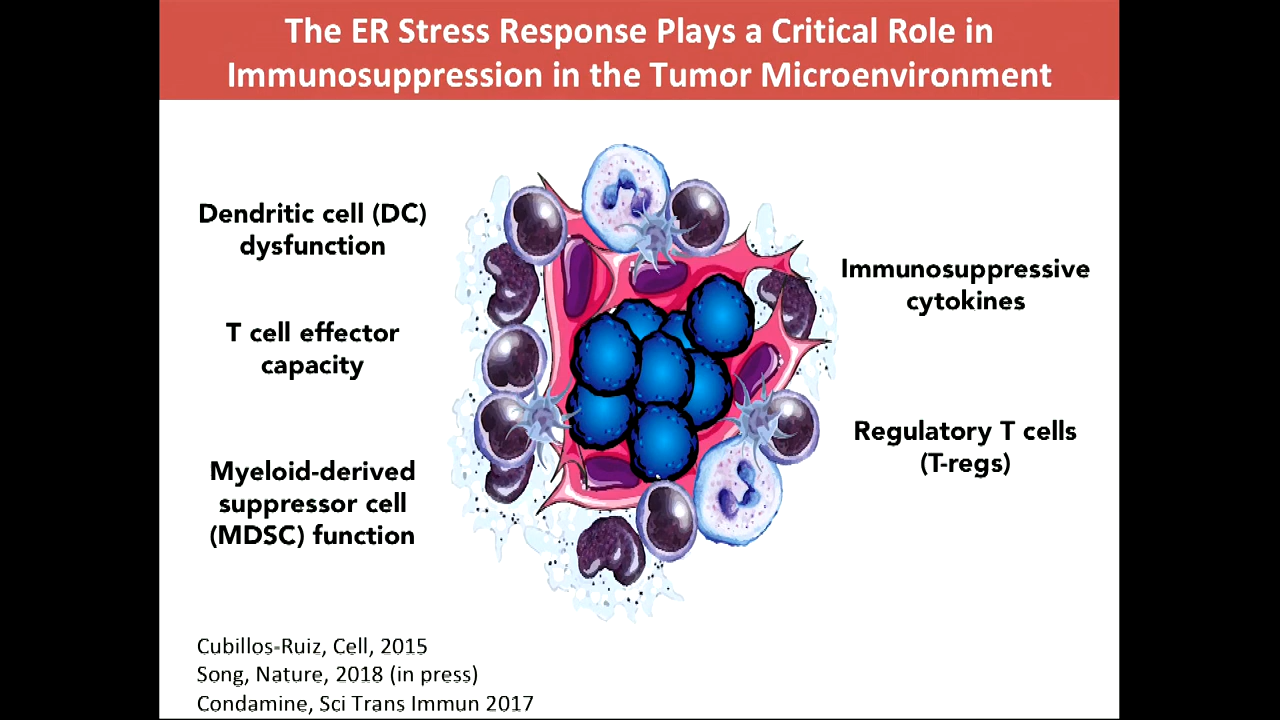 The ER Stress Response Plays a Critical Role in
Immunosuppression in the Tumor Microenvironment
Dendritic cell (DC)
dysfunction
T cell effector
capacity
Myeloid-derived
suppressor cell
(MDSC) function
Immunosuppressive
cytokines
Regulatory T cells
(T-regs)
Cubillos-Ruiz, Cell, 2015
Song, Nature, 2018 (in press)
Condamine, Sci Trans Immun 2017